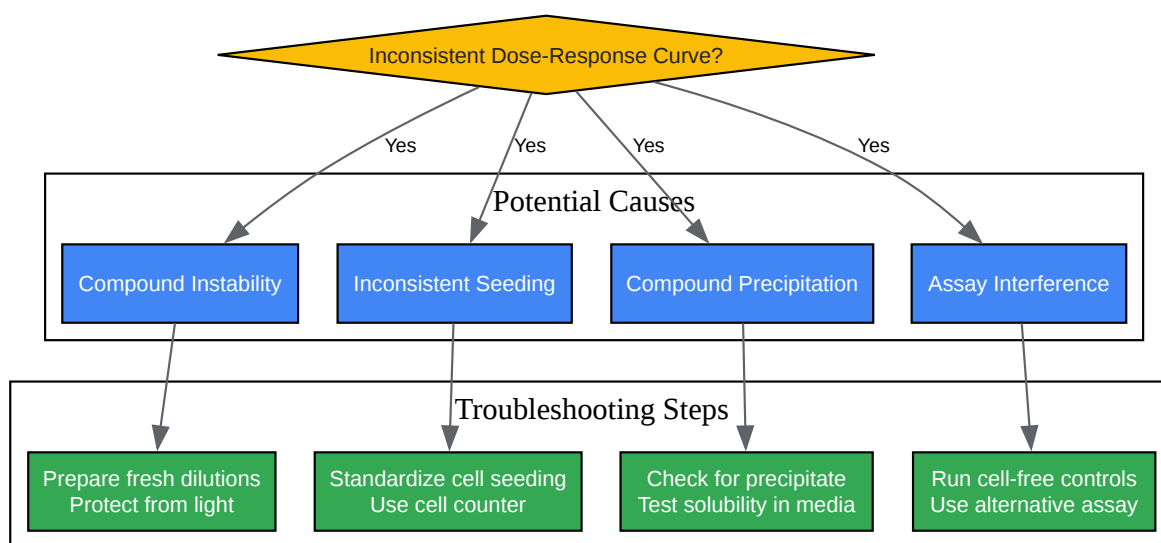 Inconsistent Dose-Response Curve?
Yes
Yes
Yes
Yes
Potential Causes
Compound Instability
Inconsistent Seeding
Compound Precipitation
Assay Interference
Troubleshooting Steps
Prepare fresh dilutions
Protect from light
Standardize cell seeding
Use cell counter
Check for precipitate
Test solubility in media
Run cell-free controls
Use alternative assay